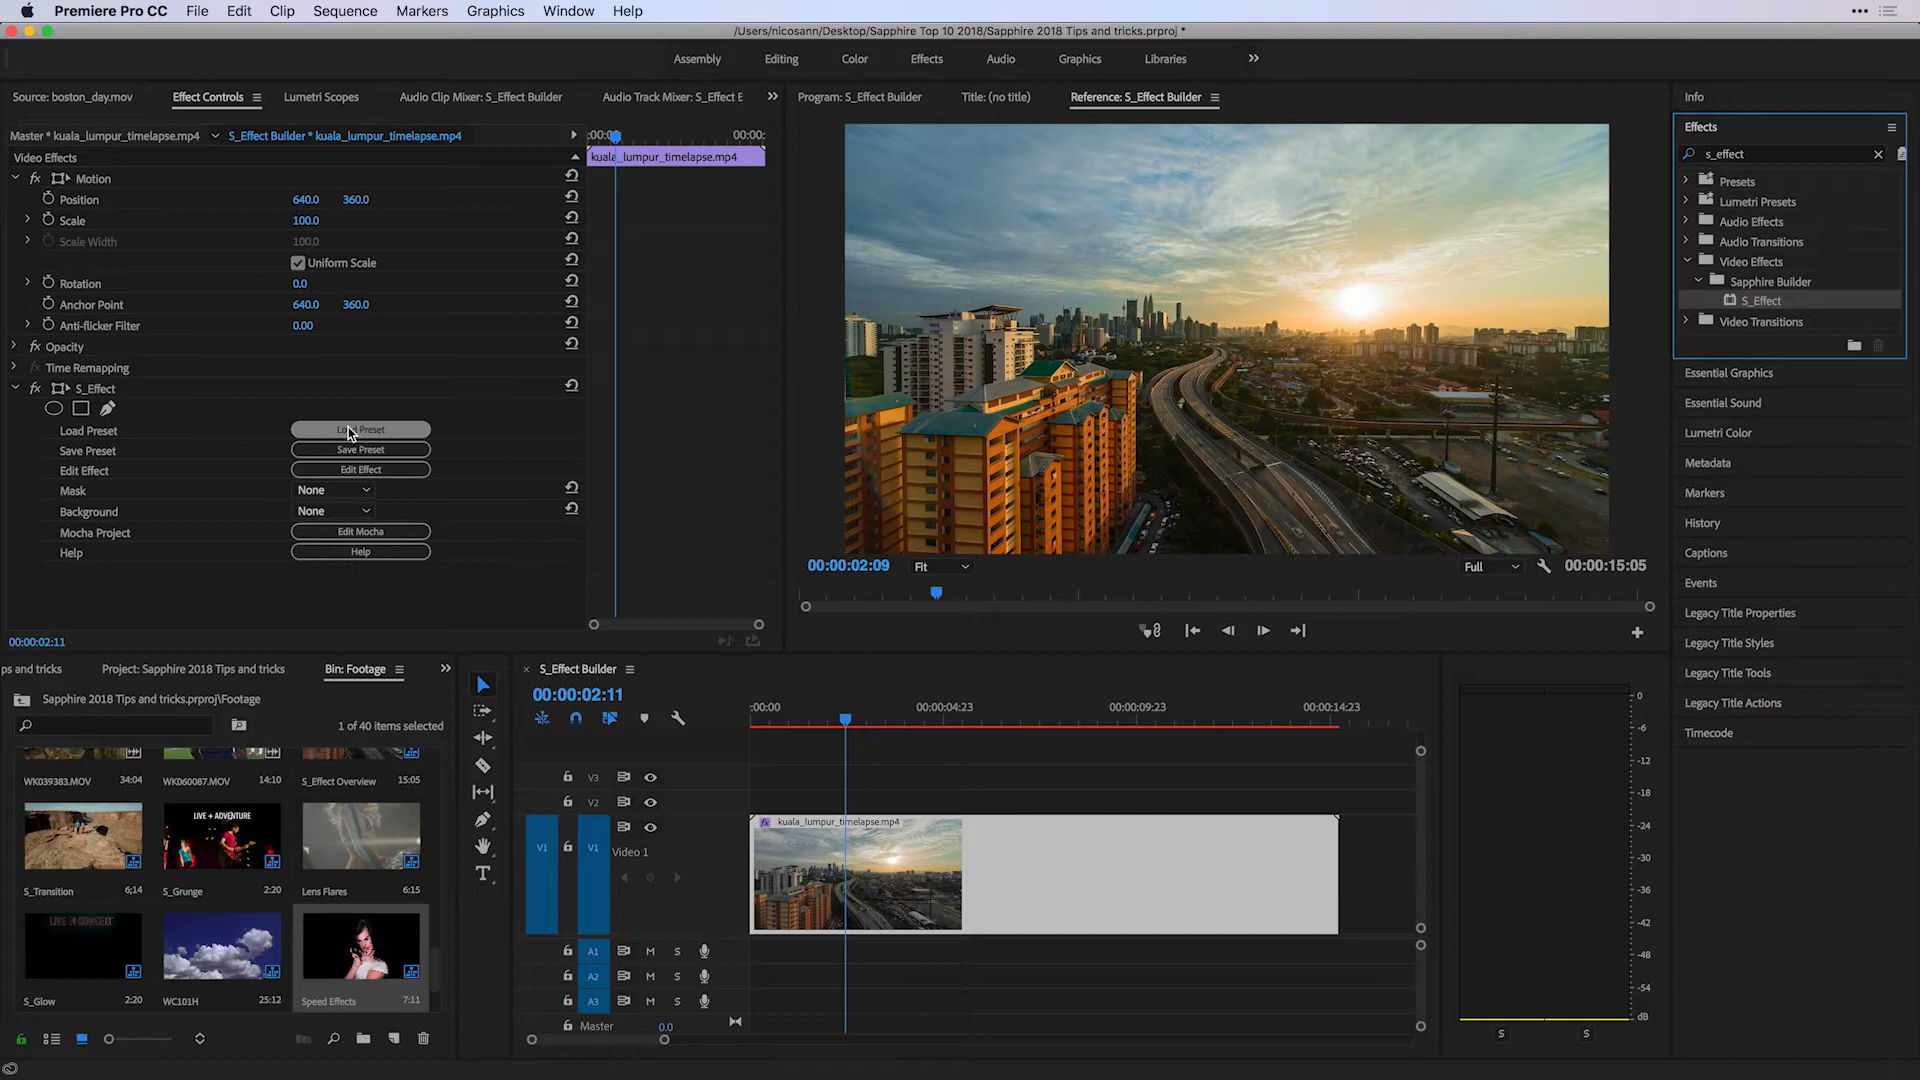 Premiere Pro CC File Edit Clip Sequence Markers Graphics Window Help
/Users/nicosann/Desktop/Sapphire Top 10 2018/Sapphire 2018 Tips and tricks.prproj *
Assembly Editing Color Effects Audio Graphics Libraries
Source: boston_day.mov Effect Controls Lumetri Scopes Audio Clip Mixer: S_Effect Builder Audio Track Mixer: S_Effect E
Master * kuala_lumpur_timelapse.mp4 S_Effect Builder * kuala_lumpur_timelapse.mp4
:00:00 00:00:
Video Effects
kuala_lumpur_timelapse.mp4
fx Motion
Position 640.0 360.0
Scale 100.0
Scale Width 100.0
Uniform Scale
Rotation 0.0
Anchor Point 640.0 360.0
Anti-flicker Filter 0.00
fx Opacity
fx Time Remapping
fx S_Effect
Load Preset
Save Preset Save Preset
Edit Effect Edit Effect
Mask None
Background None
Mocha Project Edit Mocha
Help Help
00:00:02:11
Program: S_Effect Builder Title: (no title) Reference: S_Effect Builder
00:00:02:09 Fit Full 00:00:15:05
Info
Effects
s_effect
Presets
Lumetri Presets
Audio Effects
Audio Transitions
Video Effects
Sapphire Builder
S_Effect
Video Transitions
Essential Graphics
Essential Sound
Lumetri Color
Metadata
Markers
History
Captions
Events
Legacy Title Properties
Legacy Title Styles
Legacy Title Tools
Legacy Title Actions
Timecode
ps and tricks Project: Sapphire 2018 Tips and tricks Bin: Footage
Sapphire 2018 Tips and tricks.prproj\Footage
1 of 40 items selected
WK039383.MOV 34:04 WK060087.MOV 14:10 S_Effect Overview 15:05
LIVE + ADVENTURE
S_Transition 6;14 S_Grunge 2:20 Lens Flares 6:15
LIVE IN CONCERT
S_Glow 2:20 WC101H 25:12 Speed Effects 7:11
S_Effect Builder
00:00:02:11
:00:00 00:00:04:23 00:00:09:23 00:00:14:23
V3
V2
V1 V1 Video 1
fx kuala_lumpur_timelapse.mp4
A1 M S
A2 M S
A3 M S
Master 0.0
0
-6
-12
-18
-24
-30
-36
-42
-48
-54
dB
S S